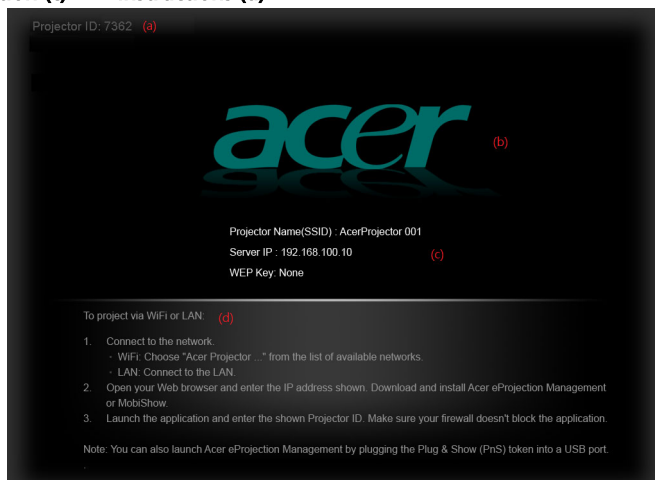 Projector ID: 7362 (a)
acer (b)
Projector Name(SSID) : AcerProjector 001
Server IP : 192.168.100.10 (c)
WEP Key: None
To project via WiFi or LAN: (d)
1. Connect to the network.
◦ WiFi: Choose "Acer Projector ..." from the list of available networks.
◦ LAN: Connect to the LAN.
2. Open your Web browser and enter the IP address shown. Download and install Acer eProjection Management
or MobiShow.
3. Launch the application and enter the shown Projector ID. Make sure your firewall doesn't block the application.
Note: You can also launch Acer eProjection Management by plugging the Plug & Show (PnS) token into a USB port.
.